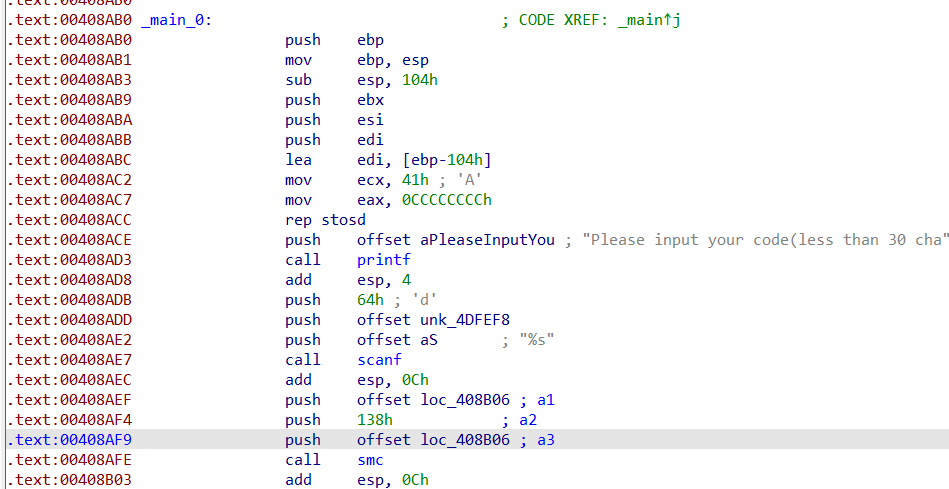 .text:00408AB0
.text:00408AB0 _main_0: ; CODE XREF: _main↑j
.text:00408AB0 push ebp
.text:00408AB1 mov ebp, esp
.text:00408AB3 sub esp, 104h
.text:00408AB9 push ebx
.text:00408ABA push esi
.text:00408ABB push edi
.text:00408ABC lea edi, [ebp-104h]
.text:00408AC2 mov ecx, 41h ; 'A'
.text:00408AC7 mov eax, 0CCCCCCCCh
.text:00408ACC rep stosd
.text:00408ACE push offset aPleaseInputYou ; "Please input your code(less than 30 cha"
.text:00408AD3 call printf
.text:00408AD8 add esp, 4
.text:00408ADB push 64h ; 'd'
.text:00408ADD push offset unk_4DFEF8
.text:00408AE2 push offset aS ; "%s"
.text:00408AE7 call scanf
.text:00408AEC add esp, 0Ch
.text:00408AEF push offset loc_408B06 ; a1
.text:00408AF4 push 138h ; a2
.text:00408AF9 push offset loc_408B06 ; a3
.text:00408AFE call smc
.text:00408B03 add esp, 0Ch